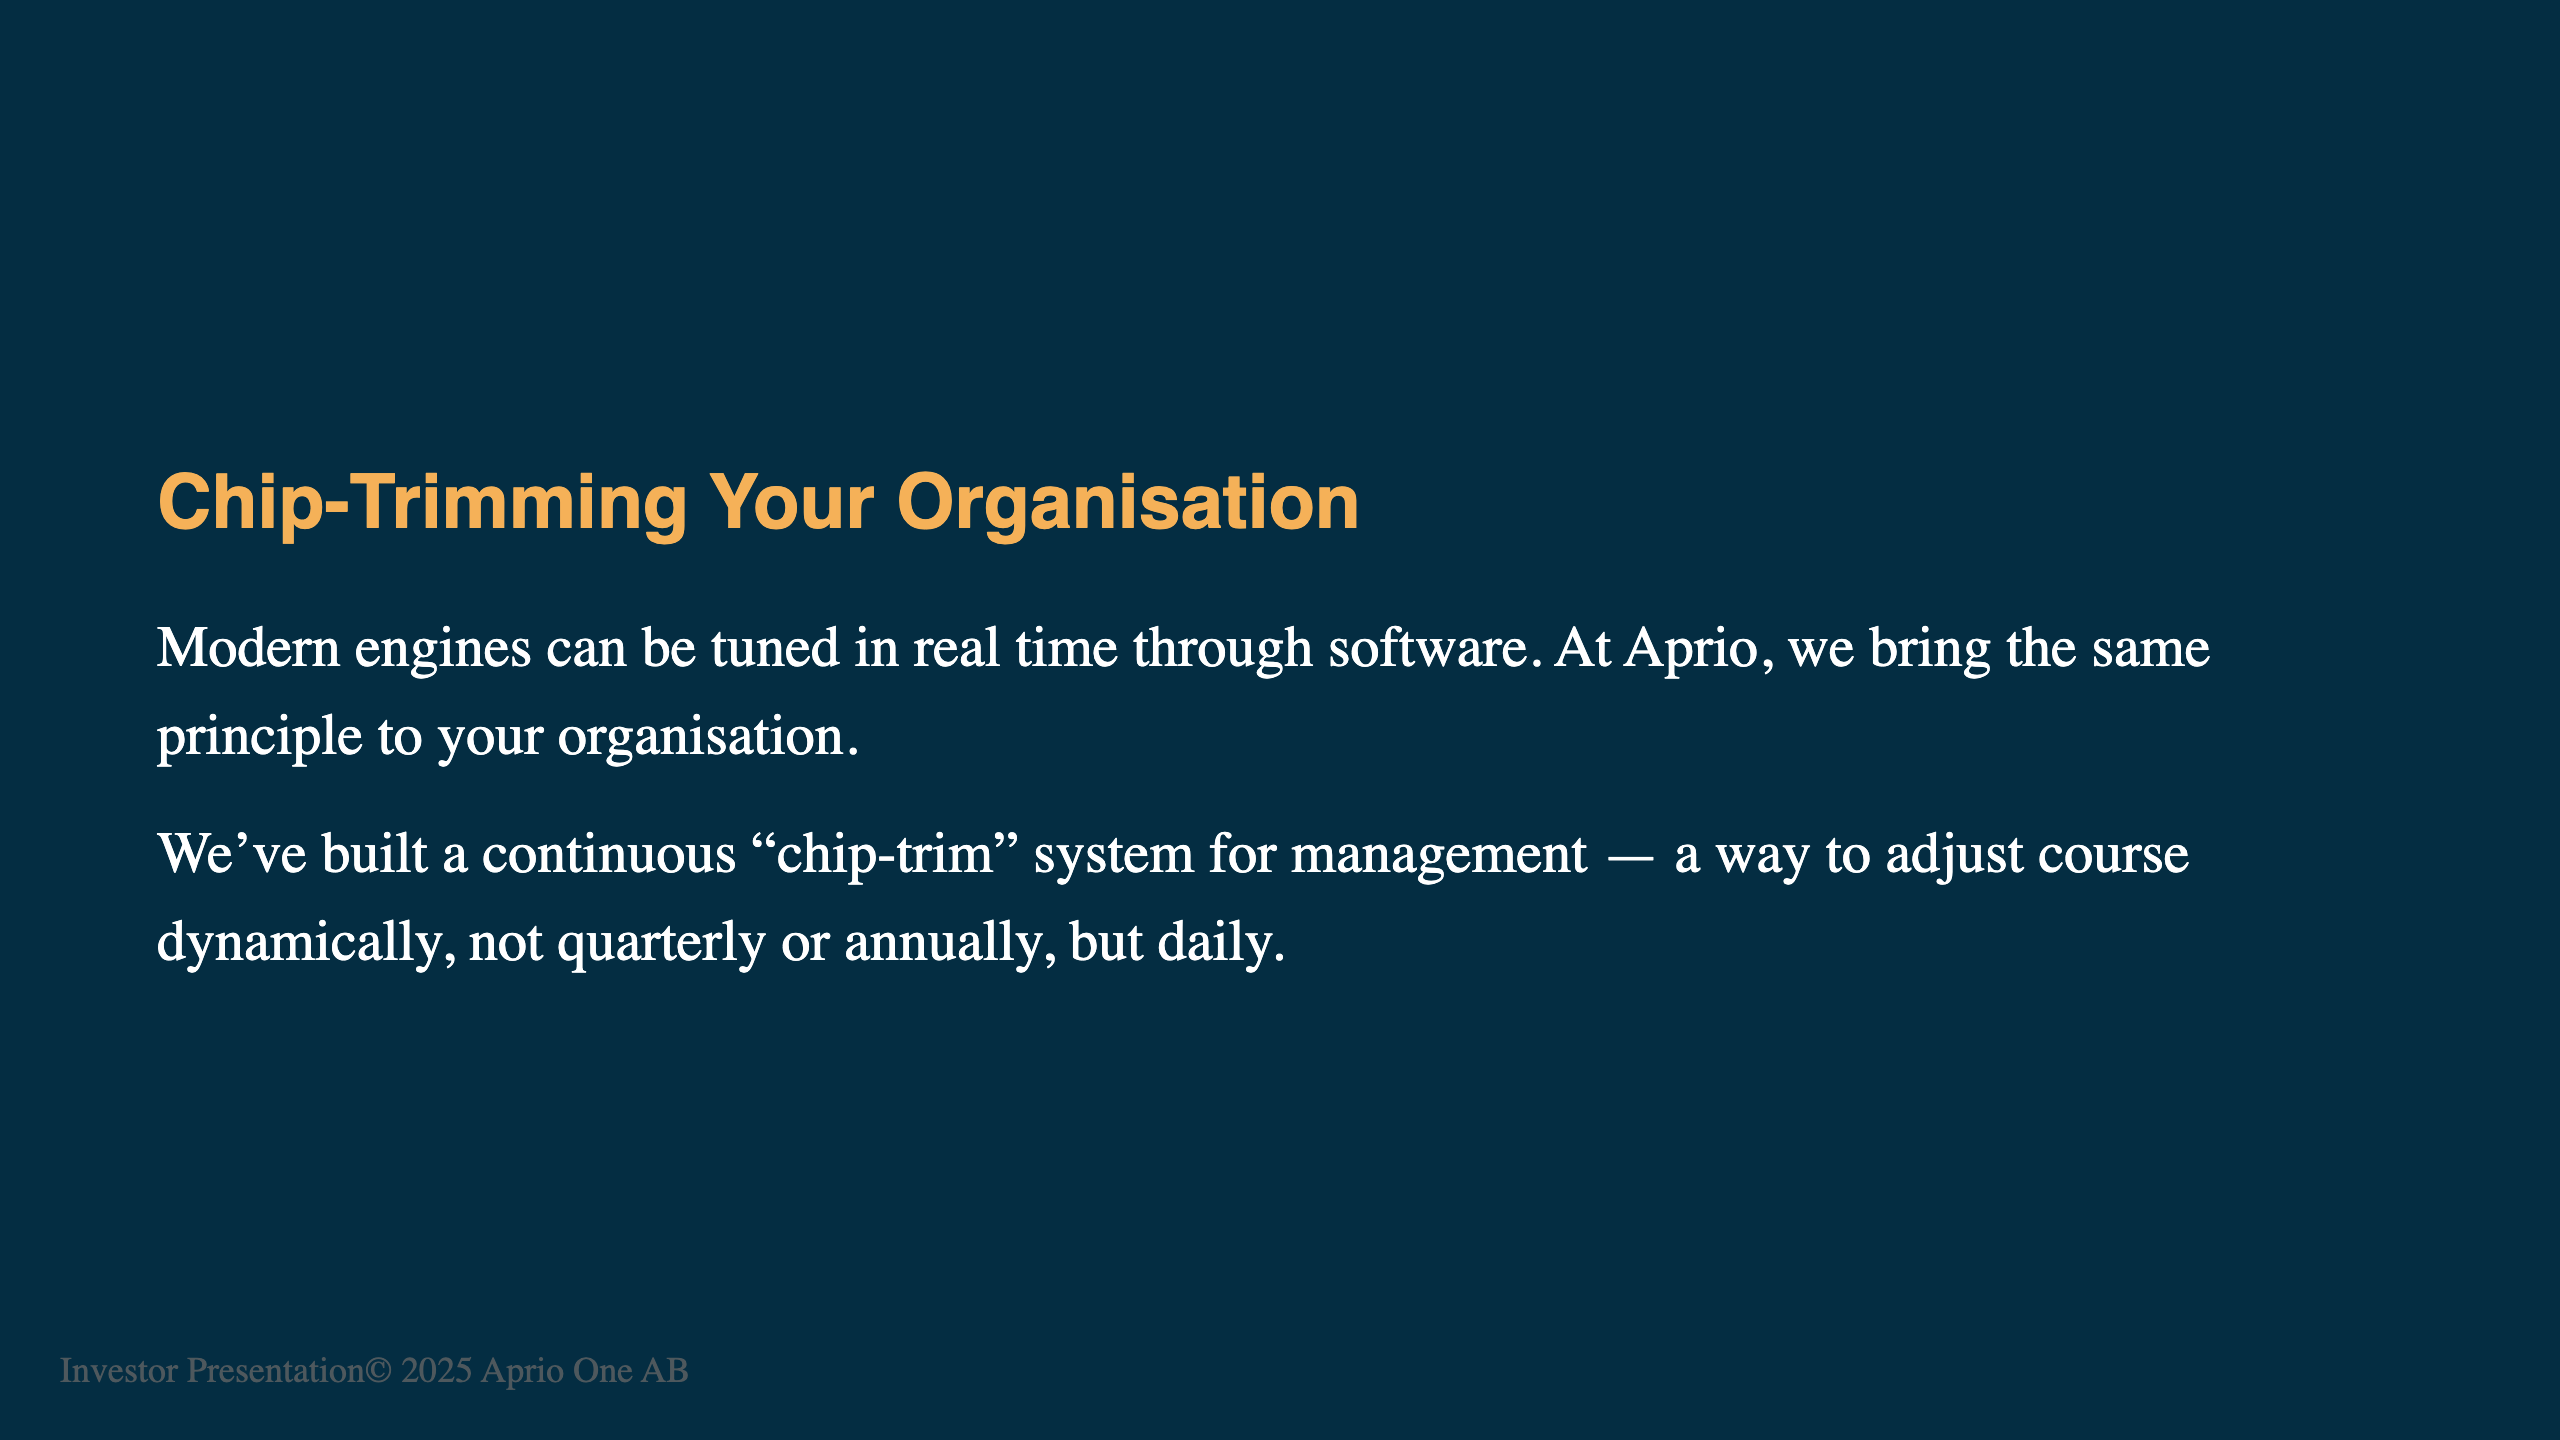 Chip-Trimming Your Organisation
Modern engines can be tuned in real time through software. At Aprio, we bring the same
principle to your organisation.
We’ve built a continuous “chip-trim” system for management — a way to adjust course
dynamically, not quarterly or annually, but daily.
Investor Presentation© 2025 Aprio One AB